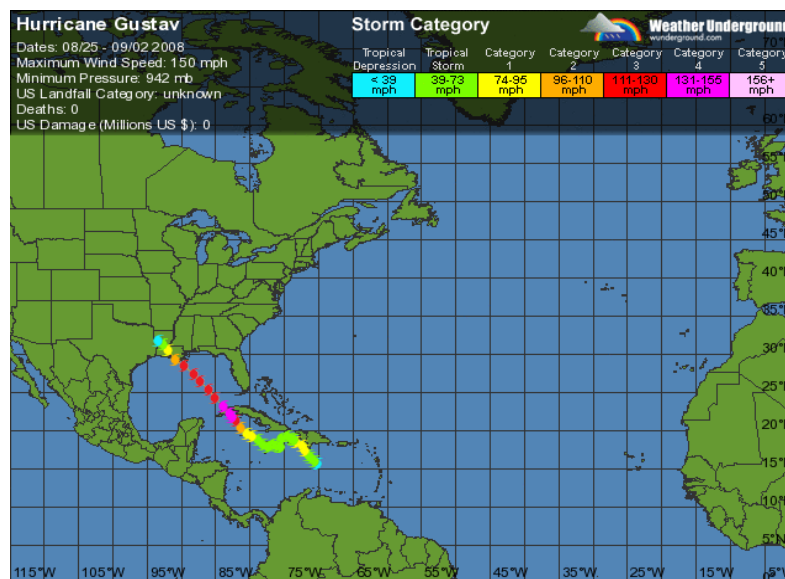 Hurricane Gustav
Dates: 08/25 - 09/02 2008
Maximum Wind Speed: 150 mph
Minimum Pressure: 942 mb
US Landfall Category: unknown
Deaths: 0
US Damage (Millions US $): 0
Storm Category
Weather Underground
wunderground.com
Tropical Depression
Tropical Storm
Category 1
Category 2
Category 3
Category 4
Category 5
< 39 mph
39-73 mph
74-95 mph
96-110 mph
111-130 mph
131-155 mph
156+ mph
70°
60°
55°
50°N
45°
40°N
35°N
30°N
25°N
20°N
15°N
10°N
5°N
115°W 105°W 95°W 85°W 75°W 65°W 55°W 45°W 35°W 25°W 15°W 5°